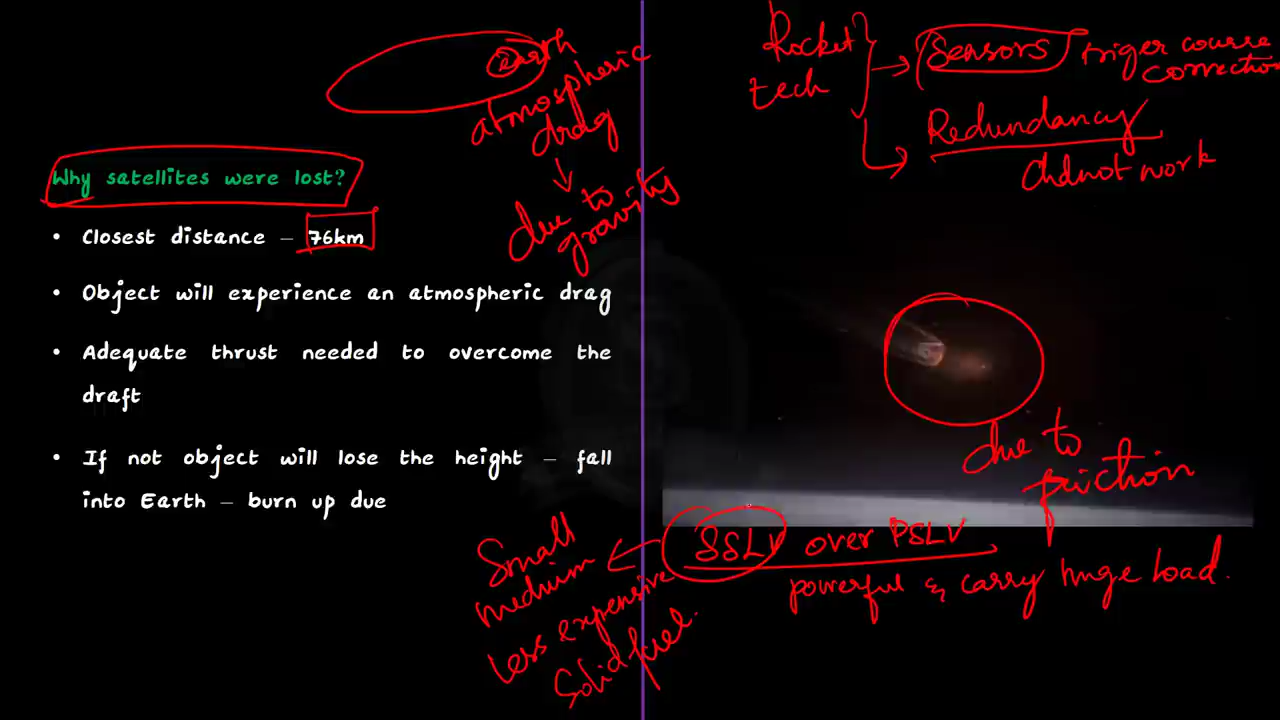 Why satellites were lost?
• Closest distance – 76km
• Object will experience an atmospheric drag
• Adequate thrust needed to overcome the
draft
• If not object will lose the height – fall
into Earth – burn up due
earth
atmospheric
drag
due to
gravity
Rocket
tech
Sensors triger course
correction
Redundancy
Didnot work
due to
friction
SSLV over PSLV
powerful & carry huge load.
Small
medium
Less expensive
Solid fuel.